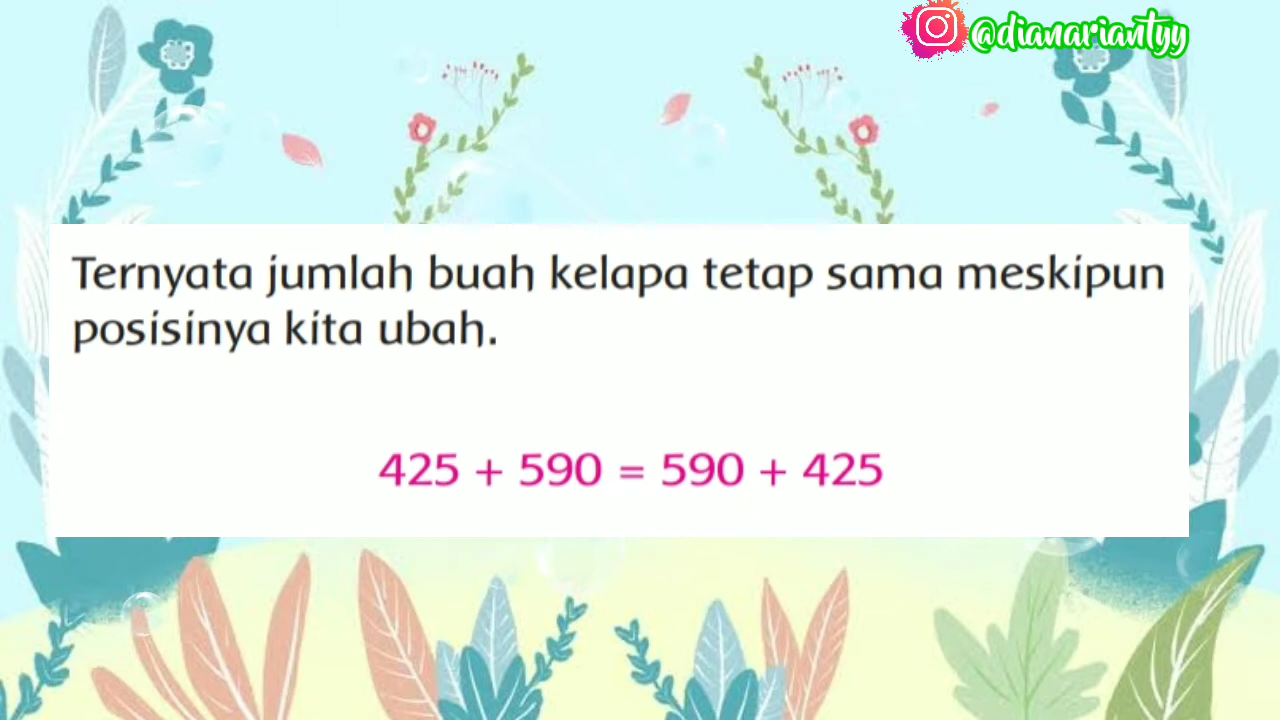 @dianariantyy
Ternyata jumlah buah kelapa tetap sama meskipun
posisinya kita ubah.
425 + 590 = 590 + 425